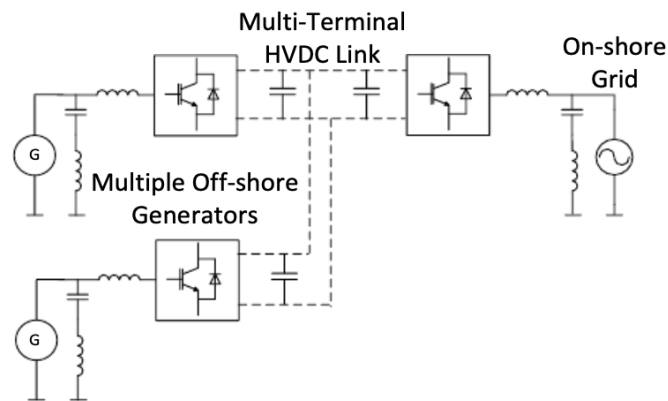 Multi-Terminal
HVDC Link
On-shore
Grid
G
Multiple Off-shore
Generators
G